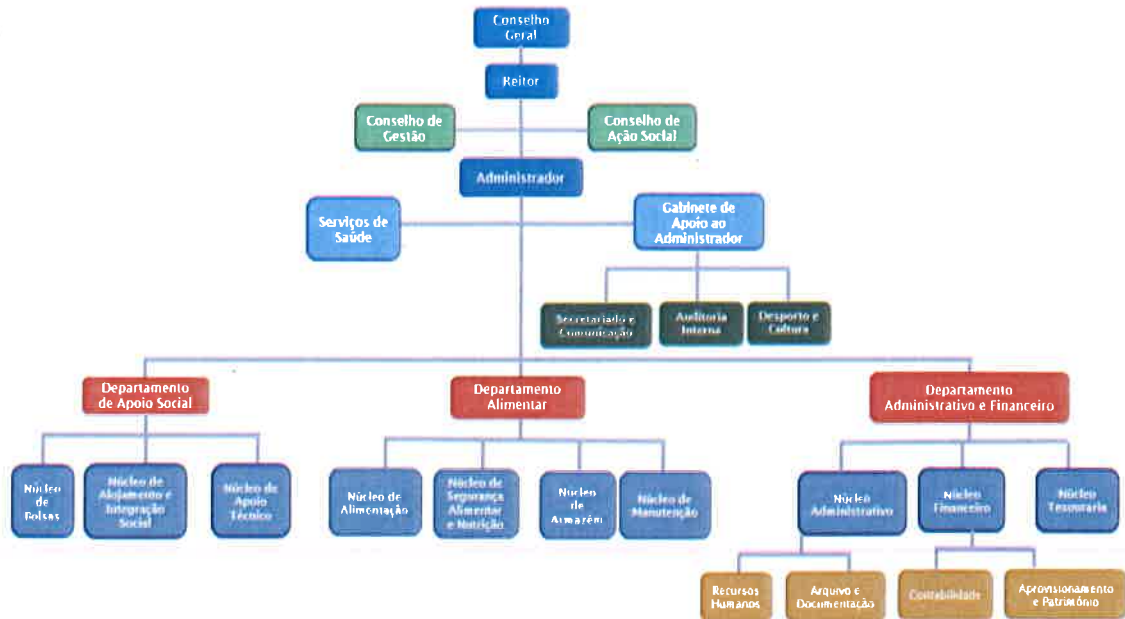 Conselho
Geral
Reitor
Conselho de
Gestão
Conselho de
Ação Social
Administrador
Serviços de
Saúde
Gabinete de
Apoio ao
Administrador
Secretariado e
Comunicação
Auditoria
Interna
Desporto e
Cultura
Departamento
de Apoio Social
Departamento
Alimentar
Departamento
Administrativo e Financeiro
Núcleo
de
Bolsas
Núcleo de
Alojamento e
Integração
Social
Núcleo de
Apoio
Técnico
Núcleo de
Alimentação
Núcleo de
Segurança
Alimentar
e Nutrição
Núcleo
de
Armazém
Núcleo de
Manutenção
Núcleo
Administrativo
Núcleo
Financeiro
Núcleo
Tesouraria
Recursos
Humanos
Arquivo e
Documentação
Contabilidade
Aprovisionamento
e Património